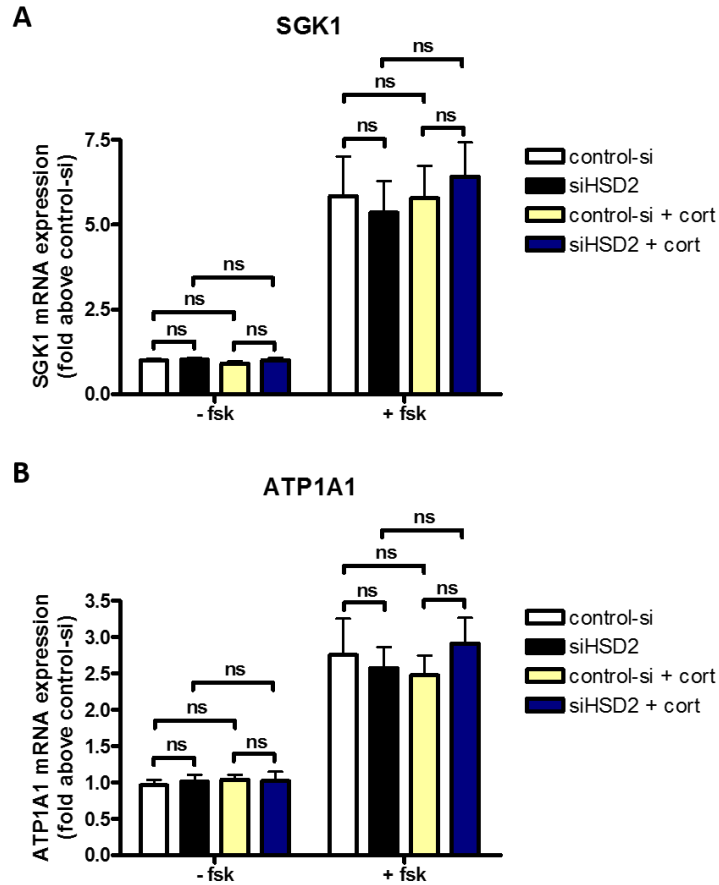 A
SGK1
SGK1 mRNA expression
(fold above control-si)
7.5
5.0
2.5
0.0
ns
ns
ns
ns
ns
ns
ns
ns
- fsk
+ fsk
control-si
siHSD2
control-si + cort
siHSD2 + cort
B
ATP1A1
ATP1A1 mRNA expression
(fold above control-si)
3.5
3.0
2.5
2.0
1.5
1.0
0.5
0.0
ns
ns
ns
ns
ns
ns
ns
ns
- fsk
+ fsk
control-si
siHSD2
control-si + cort
siHSD2 + cort